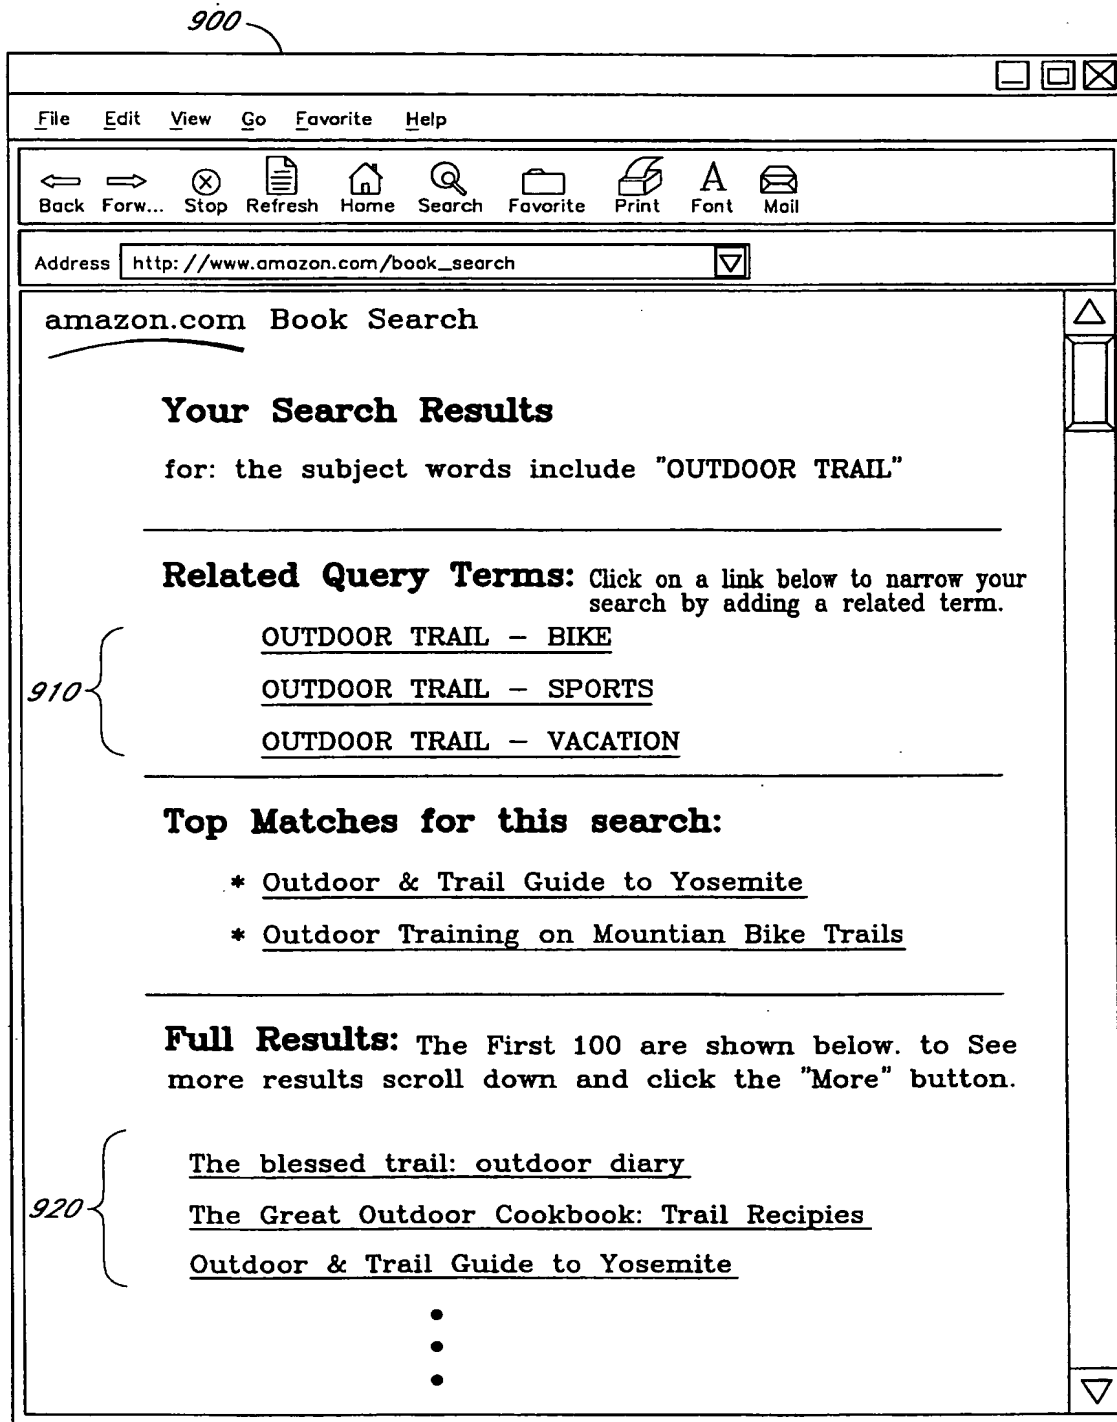 900
File Edit View Go Favorite Help
Back Forw... Stop Refresh Home Search Favorite Print Font Mail
Address http://www.amazon.com/book_search
amazon.com Book Search
Your Search Results
for: the subject words include "OUTDOOR TRAIL"
Related Query Terms: Click on a link below to narrow your
search by adding a related term.
910
OUTDOOR TRAIL - BIKE
OUTDOOR TRAIL - SPORTS
OUTDOOR TRAIL - VACATION
Top Matches for this search:
* Outdoor & Trail Guide to Yosemite
* Outdoor Training on Mountian Bike Trails
Full Results: The First 100 are shown below. to See
more results scroll down and click the "More" button.
920
The blessed trail: outdoor diary
The Great Outdoor Cookbook: Trail Recipies
Outdoor & Trail Guide to Yosemite